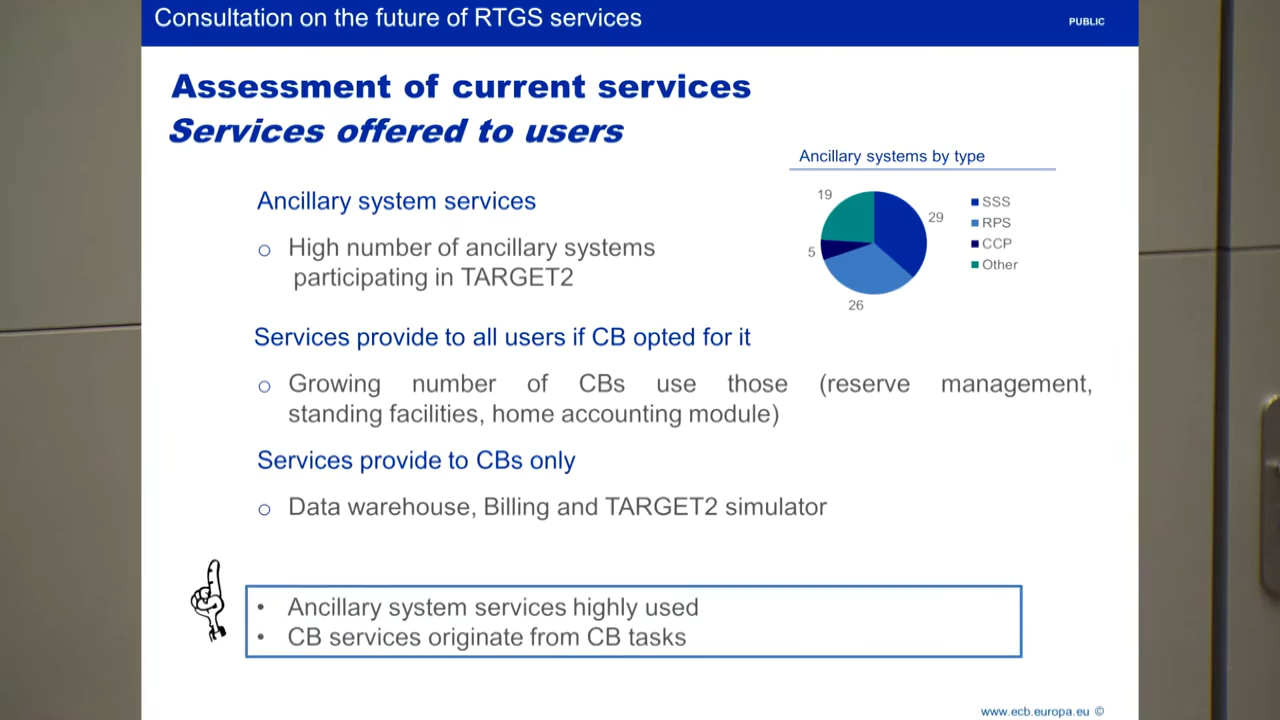 Consultation on the future of RTGS services
PUBLIC
Assessment of current services
Services offered to users
Ancillary systems by type
19
29
5
26
SSS
RPS
CCP
Other
Ancillary system services
o High number of ancillary systems
participating in TARGET2
Services provide to all users if CB opted for it
o Growing number of CBs use those (reserve management,
standing facilities, home accounting module)
Services provide to CBs only
o Data warehouse, Billing and TARGET2 simulator
• Ancillary system services highly used
• CB services originate from CB tasks
www.ecb.europa.eu ©